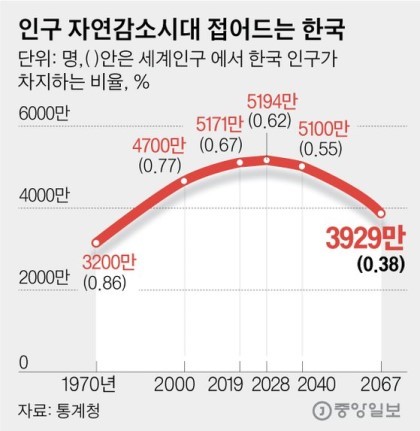 인구 자연감소시대 접어드는 한국
단위: 명,( )안은 세계인구 에서 한국 인구가
차지하는 비율, %
6000만
5194만
(0.62)
5171만
(0.67)
5100만
(0.55)
4700만
(0.77)
4000만
3929만
(0.38)
3200만
(0.86)
2000만
0
1970년 2000 2019 2028 2040 2067
자료: 통계청
J 중앙일보